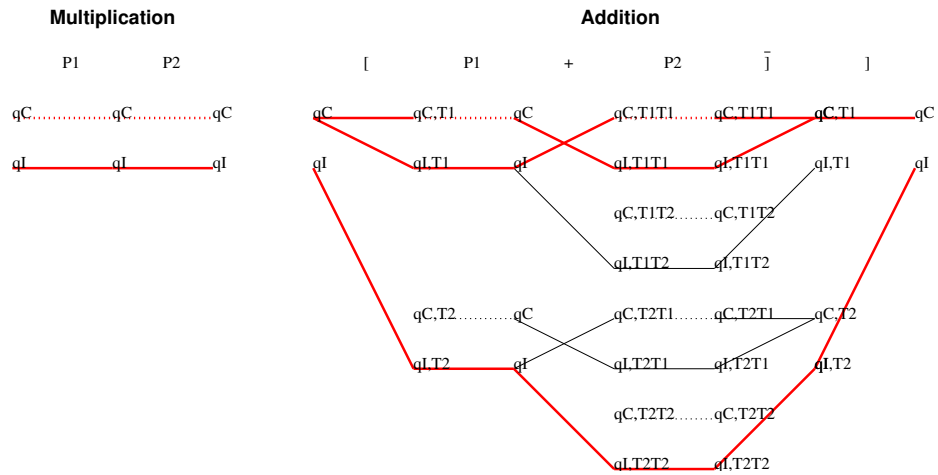 Multiplication Addition
P1 P2 [ P1 + P2 ]̄ ]
qC qC qC qC qC,T1 qC qC,T1T1 qC,T1T1 qC,T1 qC
qI qI qI qI qI,T1 qI qI,T1T1 qI,T1T1 qI,T1 qI
qC,T1T2 qC,T1T2
qI,T1T2 qI,T1T2
qC,T2 qC qC,T2T1 qC,T2T1 qC,T2
qI,T2 qI qI,T2T1 qI,T2T1 qI,T2
qC,T2T2 qC,T2T2
qI,T2T2 qI,T2T2